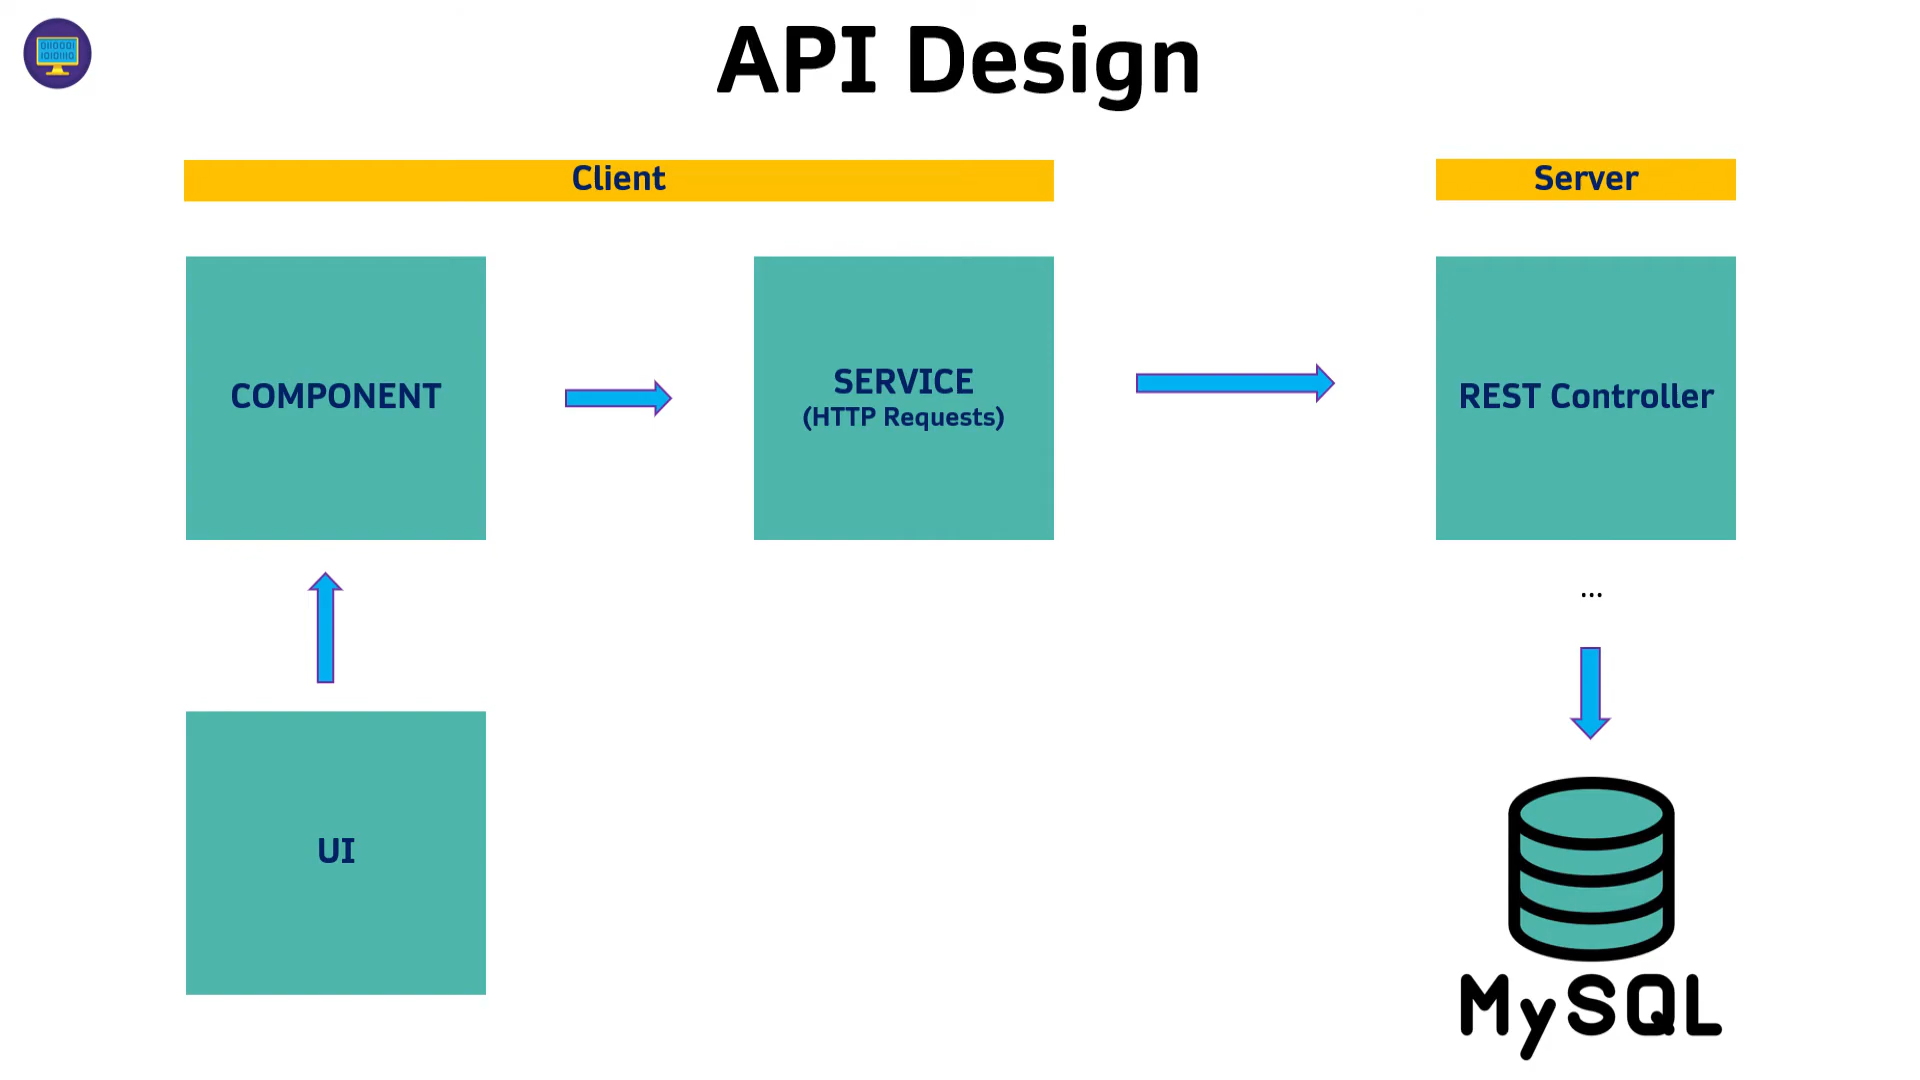 API Design
Client
Server
COMPONENT
SERVICE
(HTTP Requests)
REST Controller
...
UI
MySQL